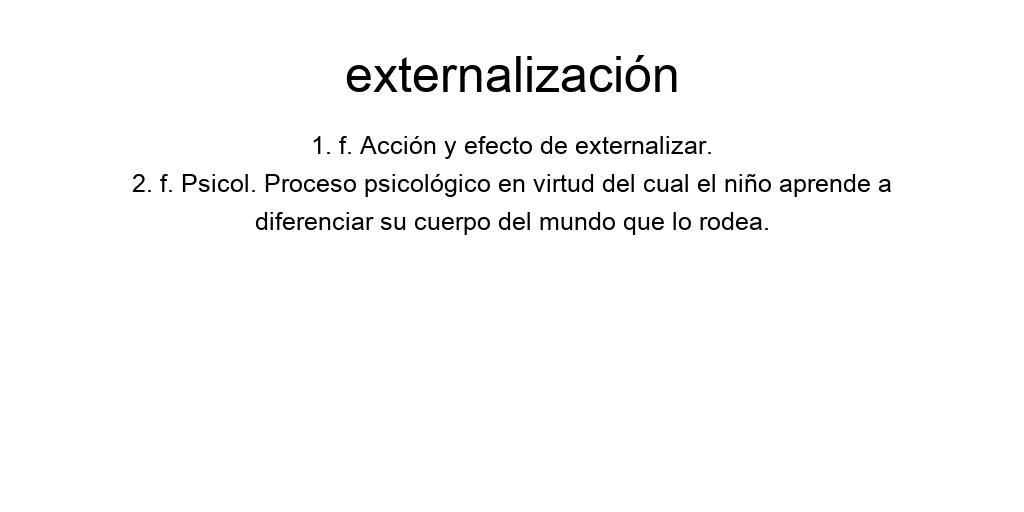 externalización
1. f. Acción y efecto de externalizar.
2. f. Psicol. Proceso psicológico en virtud del cual el niño aprende a
diferenciar su cuerpo del mundo que lo rodea.